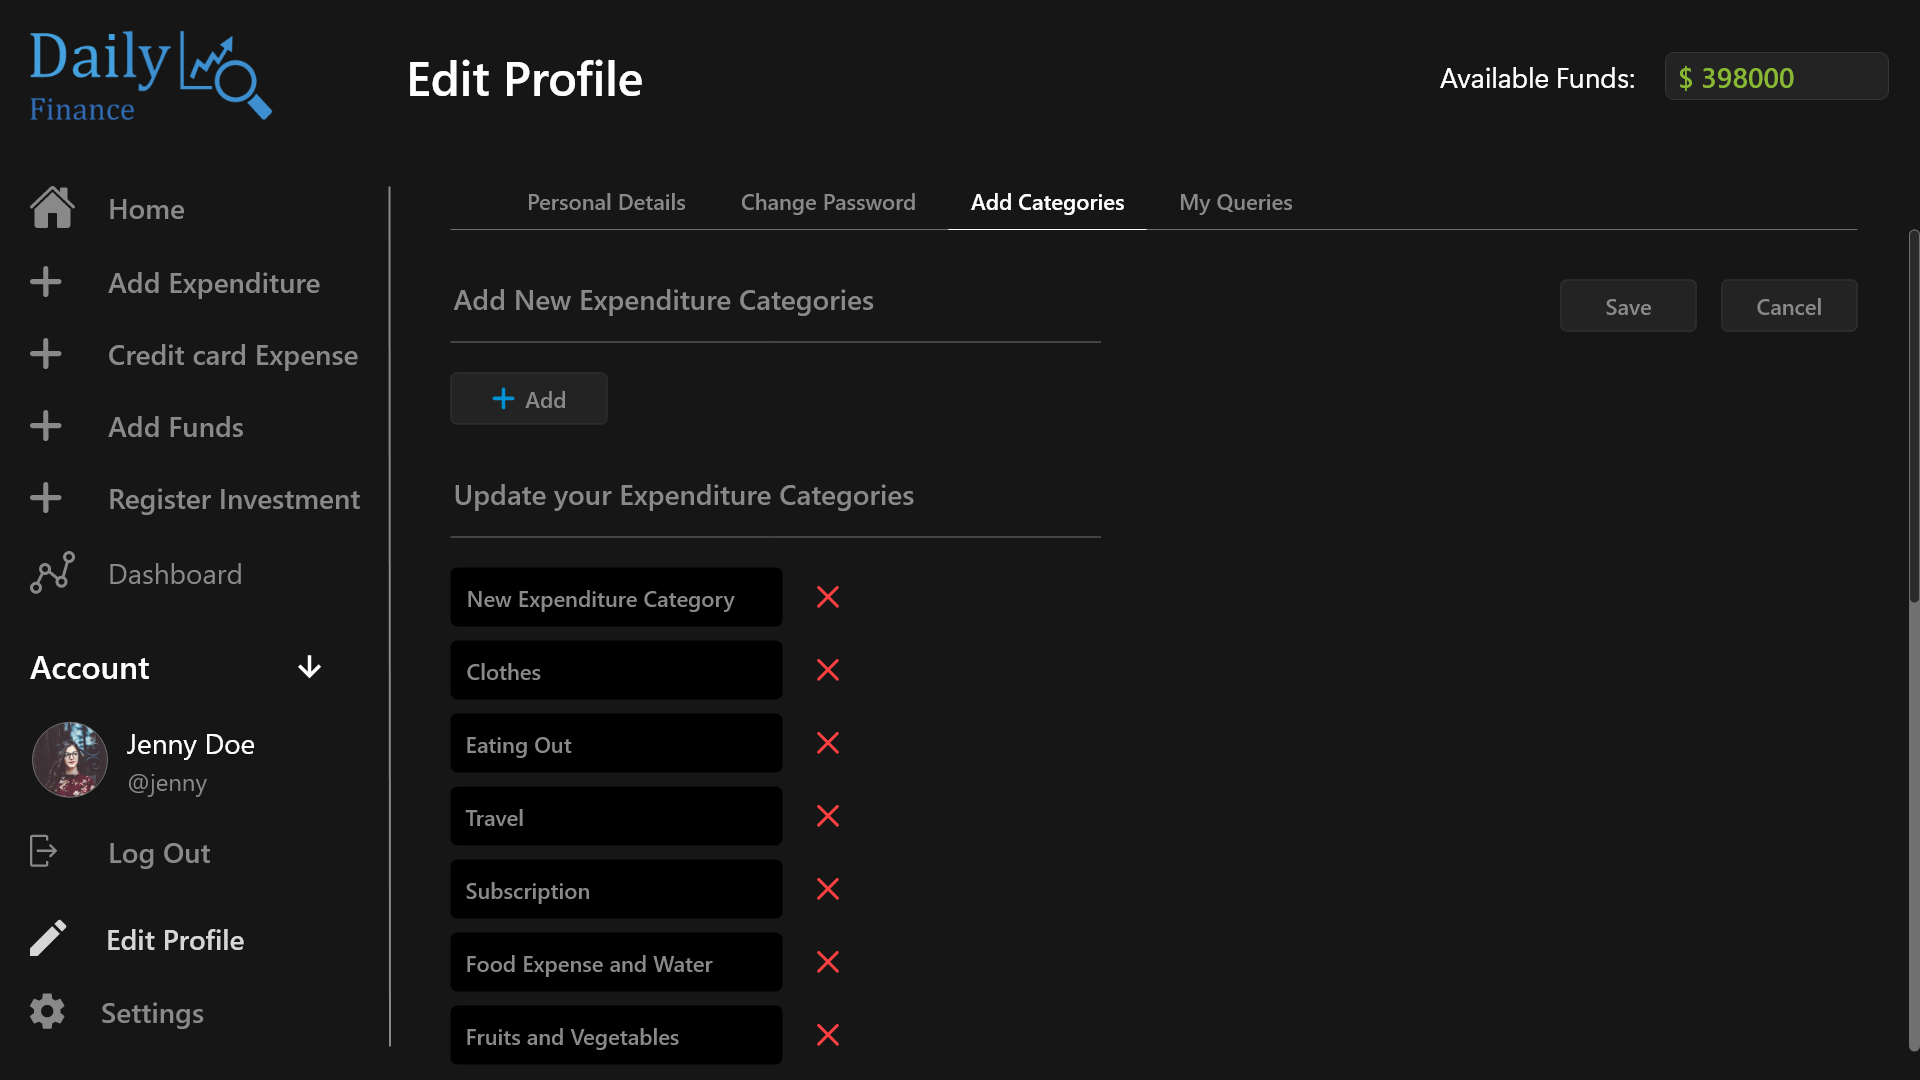 Daily
Finance
Edit Profile
Available Funds:
$ 398000
Home
Add Expenditure
Credit card Expense
Add Funds
Register Investment
Dashboard
Account
Jenny Doe
@jenny
Log Out
Edit Profile
Settings
Personal Details
Change Password
Add Categories
My Queries
Add New Expenditure Categories
Save
Cancel
Add
Update your Expenditure Categories
New Expenditure Category
Clothes
Eating Out
Travel
Subscription
Food Expense and Water
Fruits and Vegetables